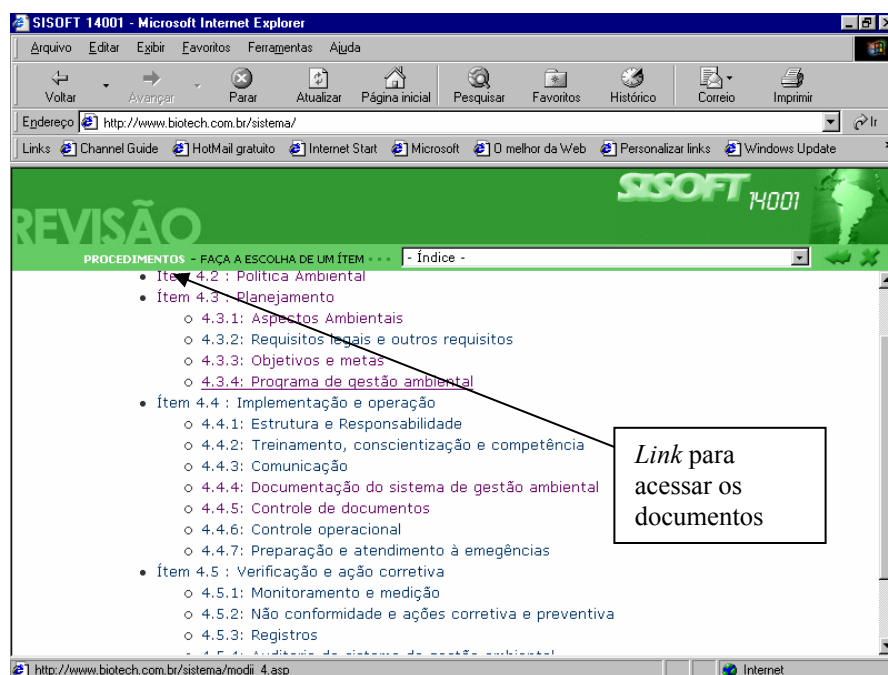 SISOFT 14001 - Microsoft Internet Explorer
Arquivo Editar Exibir Favoritos Ferramentas Ajuda
Voltar Avançar Parar Atualizar Página inicial Pesquisar Favoritos Histórico Correio Imprimir
Endereço http://www.biotech.com.br/sistema/ Ir
Links Channel Guide HotMail gratuito Internet Start Microsoft O melhor da Web Personalizar links Windows Update
SISOFT 14001
REVISÃO
PROCEDIMENTOS - FAÇA A ESCOLHA DE UM ÍTEM - - - - Índice -
Ítem 4.2 : Política Ambiental
Ítem 4.3 : Planejamento
4.3.1: Aspectos Ambientais
4.3.2: Requisitos legais e outros requisitos
4.3.3: Objetivos e metas
4.3.4: Programa de gestão ambiental
Ítem 4.4 : Implementação e operação
4.4.1: Estrutura e Responsabilidade
4.4.2: Treinamento, conscientização e competência
4.4.3: Comunicação
4.4.4: Documentação do sistema de gestão ambiental
4.4.5: Controle de documentos
4.4.6: Controle operacional
4.4.7: Preparação e atendimento à emegências
Ítem 4.5 : Verificação e ação corretiva
4.5.1: Monitoramento e medição
4.5.2: Não conformidade e ações corretiva e preventiva
4.5.3: Registros
4.5.4: Auditoria do sistema de gestão ambiental
Link para
acessar os
documentos
http://www.biotech.com.br/sistema/modii_4.asp Internet